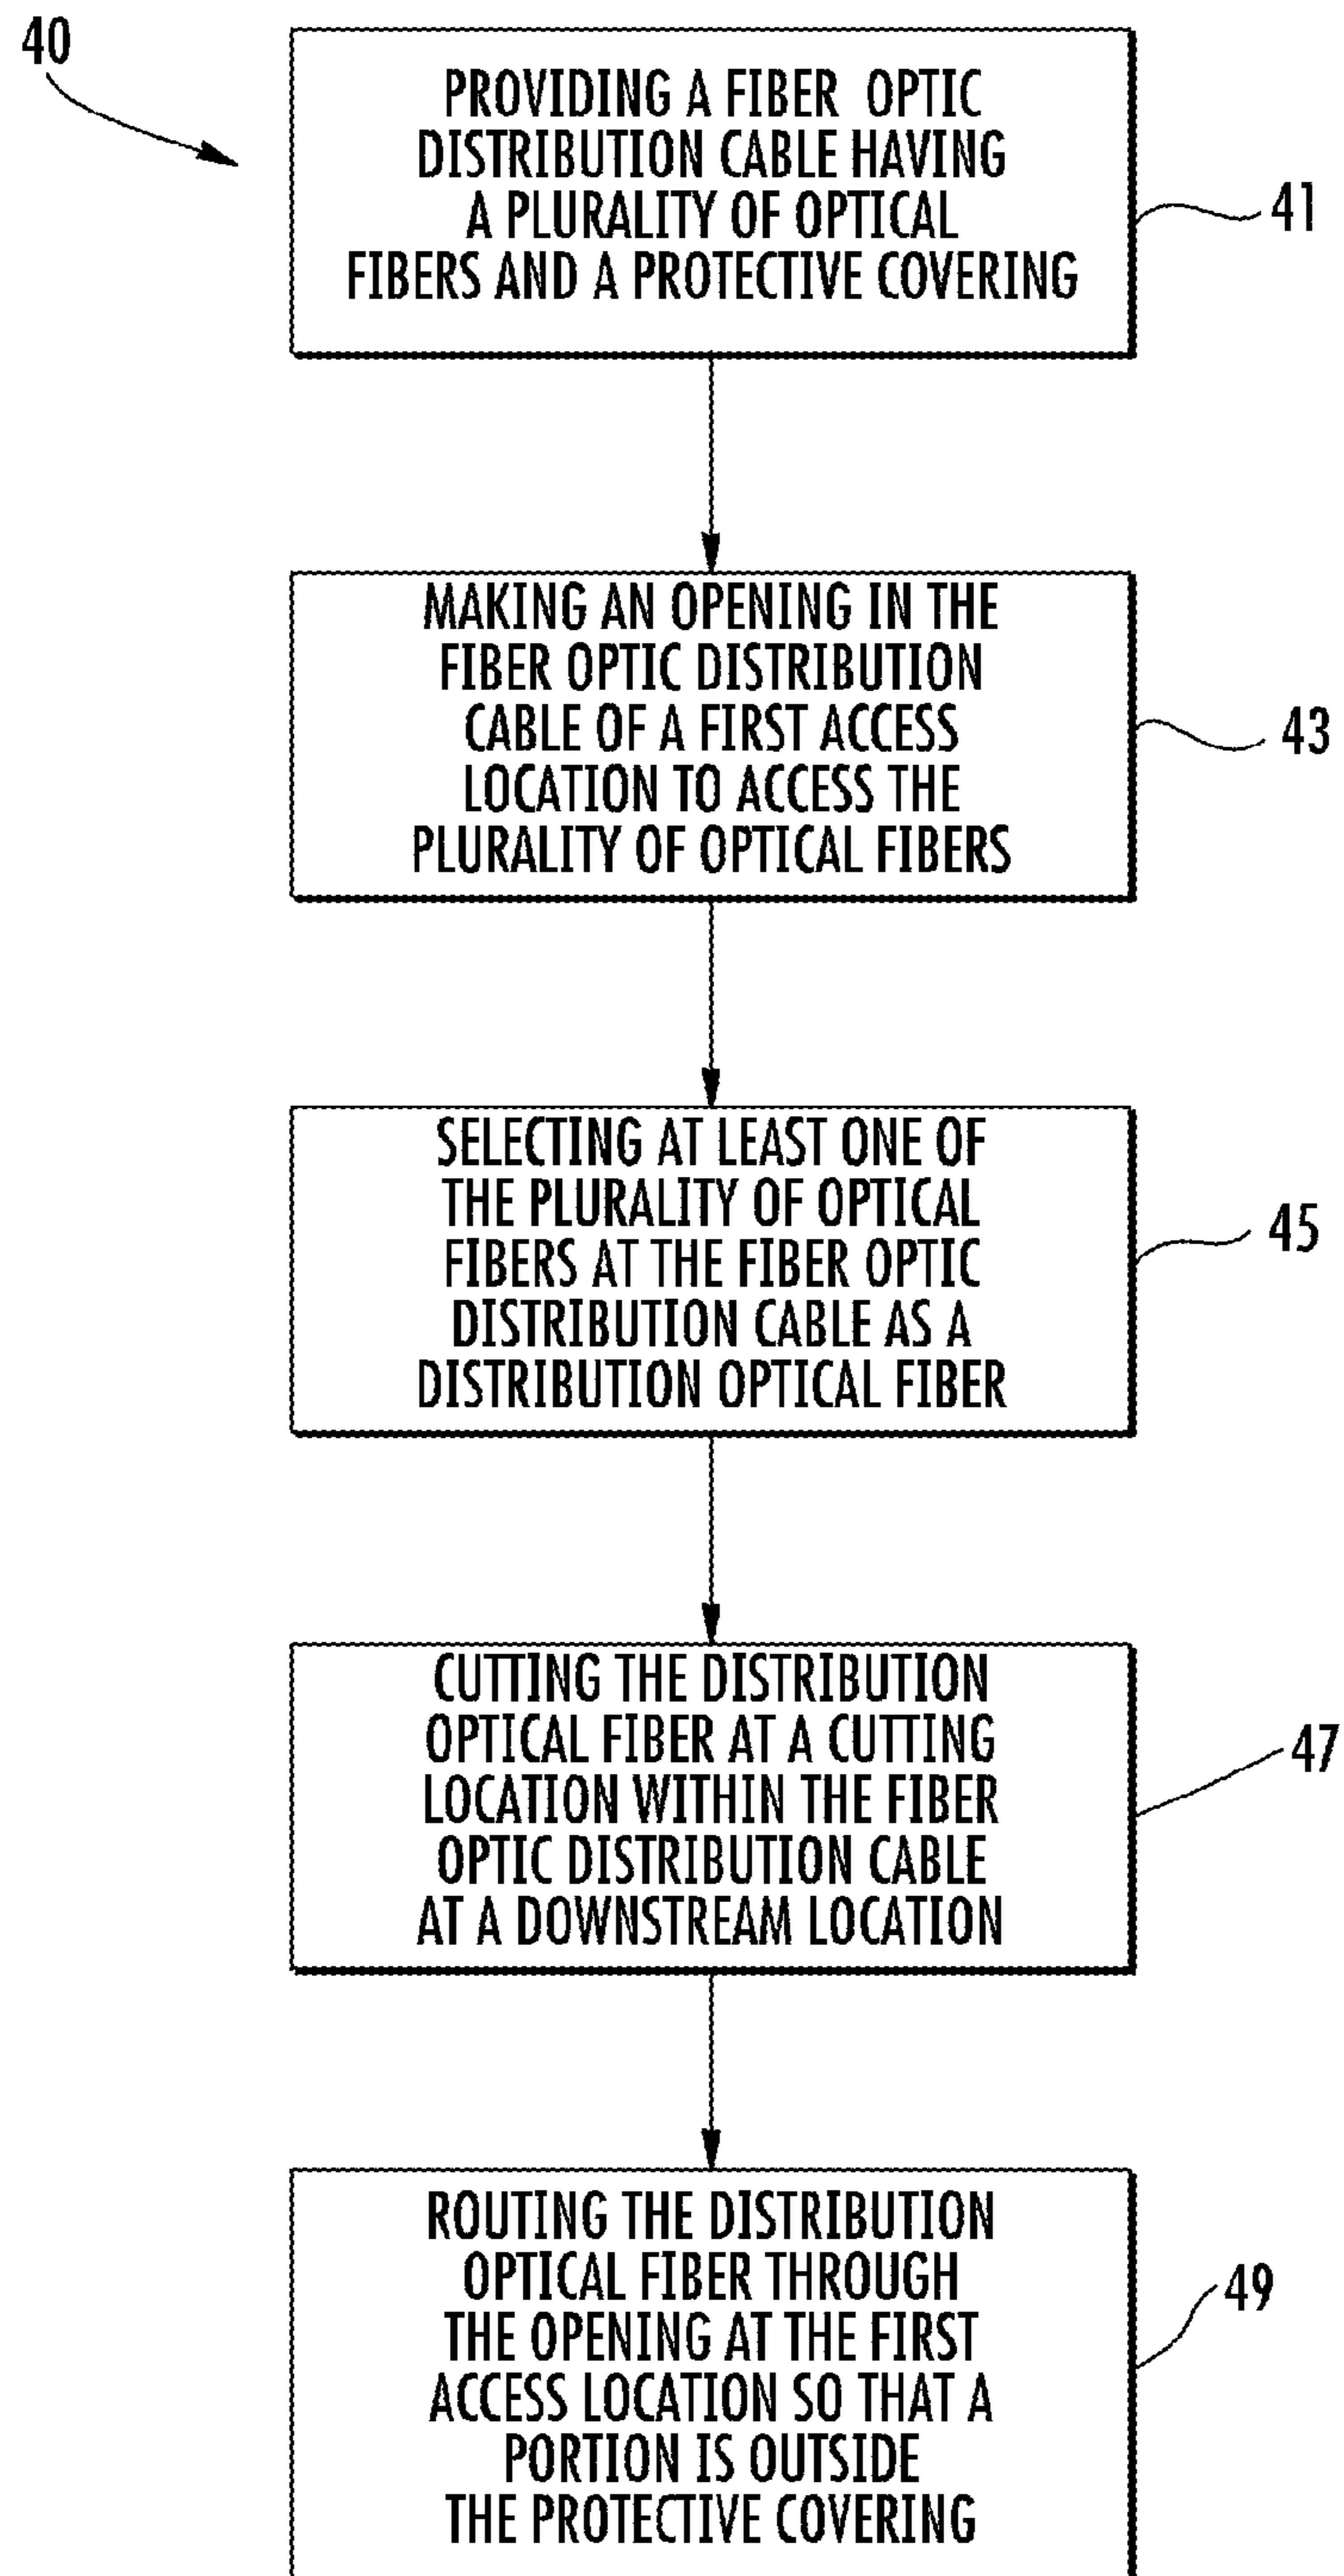 40
PROVIDING A FIBER OPTIC
DISTRIBUTION CABLE HAVING
A PLURALITY OF OPTICAL
FIBERS AND A PROTECTIVE COVERING
41
MAKING AN OPENING IN THE
FIBER OPTIC DISTRIBUTION
CABLE OF A FIRST ACCESS
LOCATION TO ACCESS THE
PLURALITY OF OPTICAL FIBERS
43
SELECTING AT LEAST ONE OF
THE PLURALITY OF OPTICAL
FIBERS AT THE FIBER OPTIC
DISTRIBUTION CABLE AS A
DISTRIBUTION OPTICAL FIBER
45
CUTTING THE DISTRIBUTION
OPTICAL FIBER AT A CUTTING
LOCATION WITHIN THE FIBER
OPTIC DISTRIBUTION CABLE
AT A DOWNSTREAM LOCATION
47
ROUTING THE DISTRIBUTION
OPTICAL FIBER THROUGH
THE OPENING AT THE FIRST
ACCESS LOCATION SO THAT A
PORTION IS OUTSIDE
THE PROTECTIVE COVERING
49